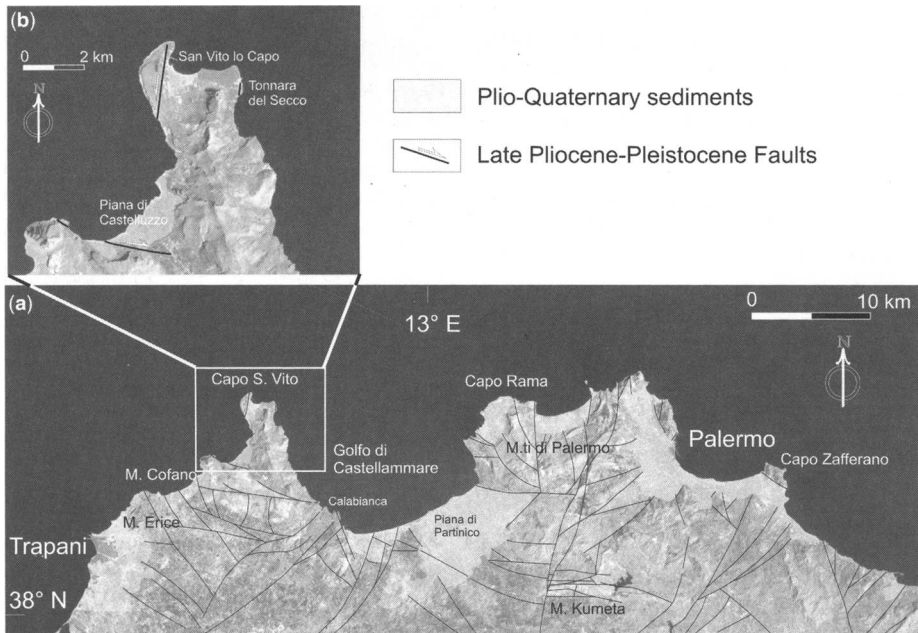 (b)
0 2 km
N
San Vito lo Capo
Tonnara
del Secco
Piana di
Castelluzzo
Plio-Quaternary sediments
Late Pliocene-Pleistocene Faults
(a)
13° E
0 10 km
N
Capo S. Vito
Capo Rama
Golfo di
Castellammare
M.ti di Palermo
Palermo
Capo Zafferano
M. Cofano
Calabianca
M. Erice
Piana di
Partinico
Trapani
38° N
M. Kumeta